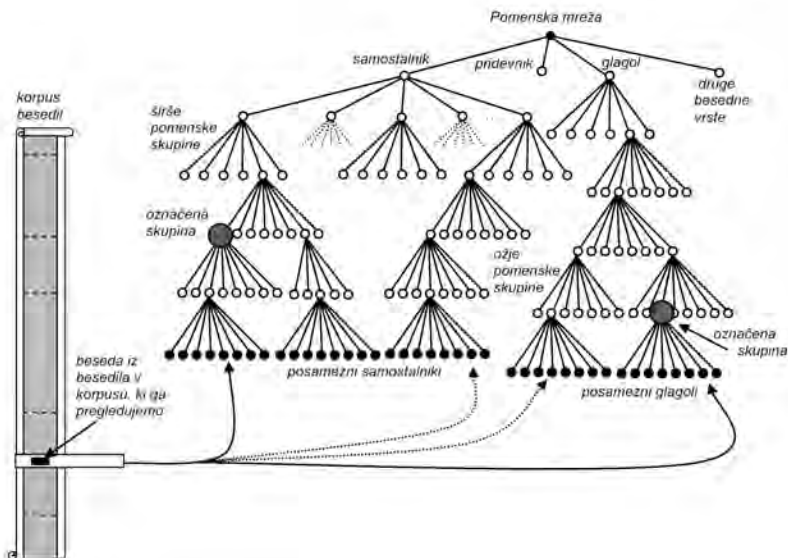 Pomenska mreža
samostalnik
pridevnik
glagol
druge
besedne
vrste
korpus
besedil
širše
pomenske
skupine
označena
skupina
ožje
pomenske
skupine
označena
skupina
beseda iz
besedila v
korpusu, ki ga
pregledujemo
posamezni samostalniki
posamezni glagoli